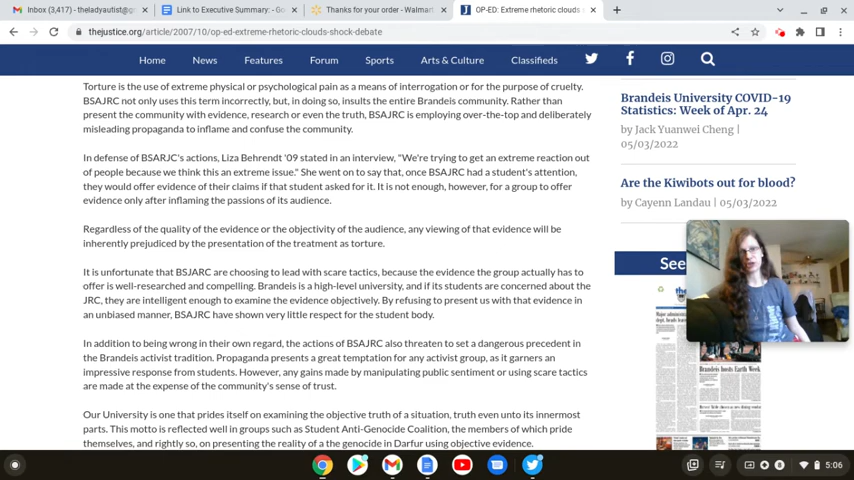 Inbox (3,417) - theladyautist@g
Link to Executive Summary: - Go
Thanks for your order - Walmart
OP-ED: Extreme rhetoric clouds
thejustice.org/article/2007/10/op-ed-extreme-rhetoric-clouds-shock-debate
Home News Features Forum Sports Arts & Culture Classifieds
Torture is the use of extreme physical or psychological pain as a means of interrogation or for the purpose of cruelty.
BSAJRC not only uses this term incorrectly, but, in doing so, insults the entire Brandeis community. Rather than
present the community with evidence, research or even the truth, BSAJRC is employing over-the-top and deliberately
misleading propaganda to inflame and confuse the community.
In defense of BSARJC's actions, Liza Behrendt '09 stated in an interview, "We're trying to get an extreme reaction out
of people because we think this an extreme issue." She went on to say that, once BSAJRC had a student's attention,
they would offer evidence of their claims if that student asked for it. It is not enough, however, for a group to offer
evidence only after inflaming the passions of its audience.
Regardless of the quality of the evidence or the objectivity of the audience, any viewing of that evidence will be
inherently prejudiced by the presentation of the treatment as torture.
It is unfortunate that BSJARC are choosing to lead with scare tactics, because the evidence the group actually has to
offer is well-researched and compelling. Brandeis is a high-level university, and if its students are concerned about the
JRC, they are intelligent enough to examine the evidence objectively. By refusing to present us with that evidence in
an unbiased manner, BSAJRC have shown very little respect for the student body.
In addition to being wrong in their own regard, the actions of BSAJRC also threaten to set a dangerous precedent in
the Brandeis activist tradition. Propaganda presents a great temptation for any activist group, as it garners an
impressive response from students. However, any gains made by manipulating public sentiment or using scare tactics
are made at the expense of the community's sense of trust.
Our University is one that prides itself on examining the objective truth of a situation, truth even unto its innermost
parts. This motto is reflected well in groups such as Student Anti-Genocide Coalition, the members of which pride
themselves, and rightly so, on presenting the reality of a the genocide in Darfur using objective evidence.
Brandeis University COVID-19
Statistics: Week of Apr. 24
by Jack Yuanwei Cheng |
05/03/2022
Are the Kiwibots out for blood?
by Cayenn Landau | 05/03/2022
See
Brandeis hosts Earth Week
5:06